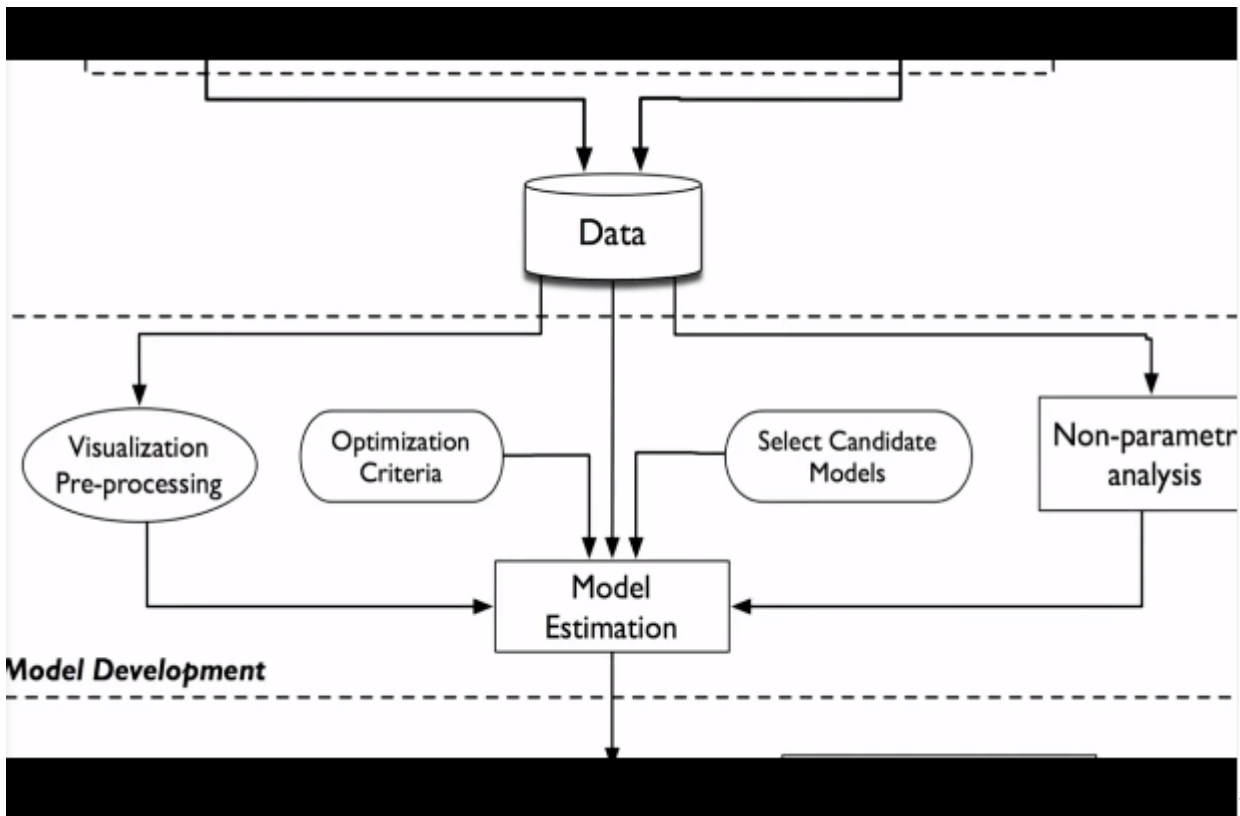 Data
Visualization
Pre-processing
Optimization
Criteria
Select Candidate
Models
Non-parametr
analysis
Model
Estimation
Model Development